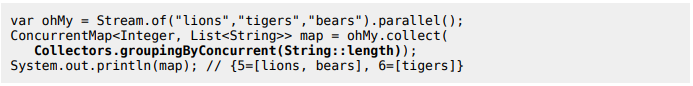 var ohMy = Stream.of("lions","tigers","bears").parallel();
ConcurrentMap<Integer, List<String>> map = ohMy.collect(
   Collectors.groupingByConcurrent(String::length));
System.out.println(map); // {5=[lions, bears], 6=[tigers]}